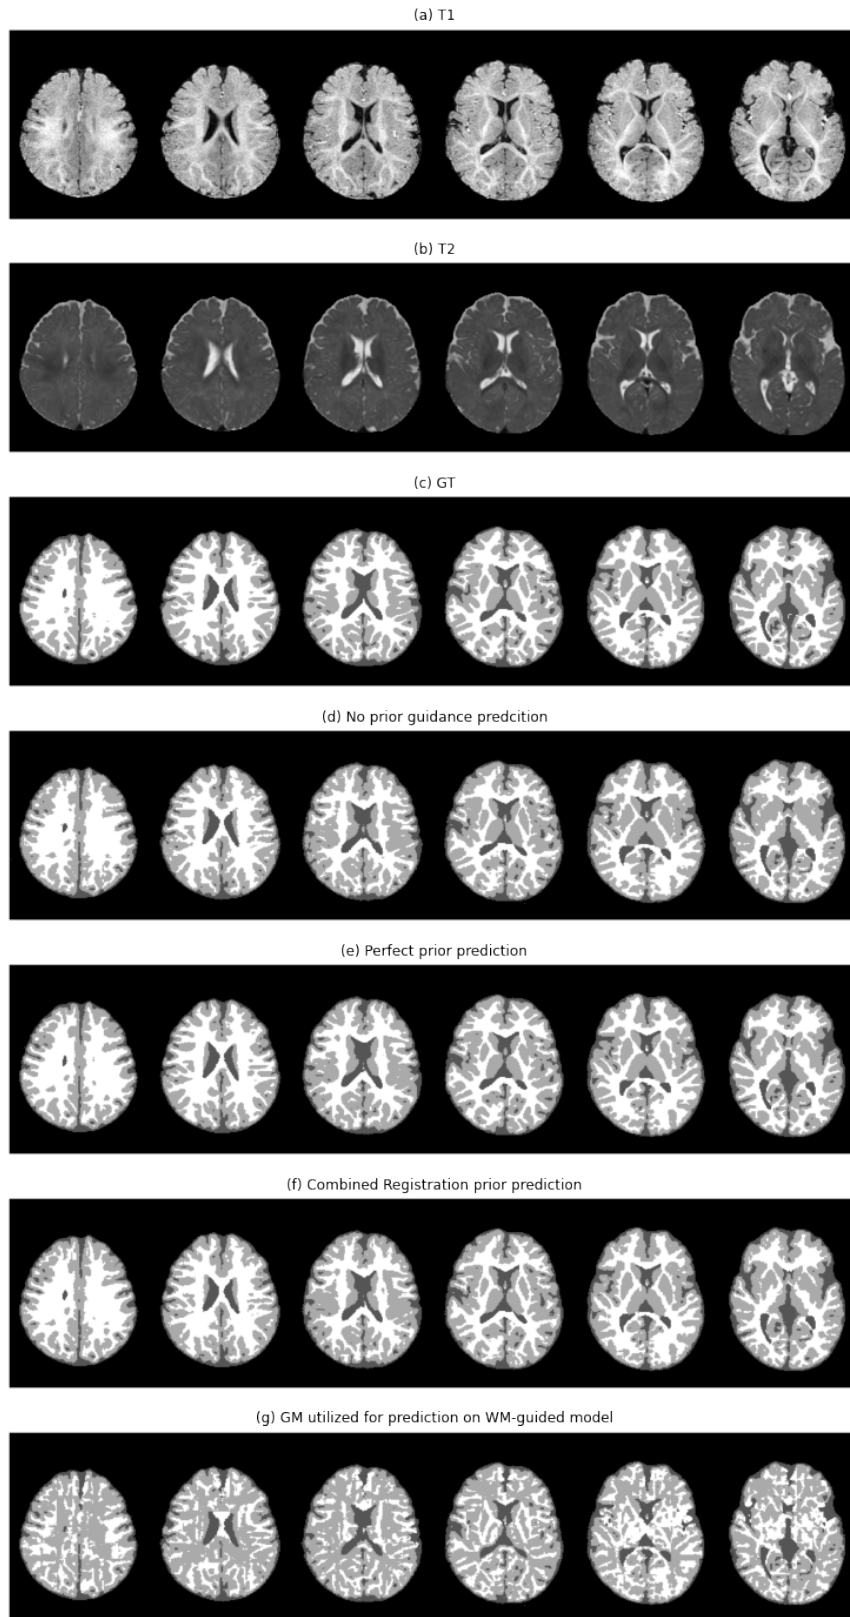 (a) T1
(b) T2
(c) GT
(d) No prior guidance predcition
(e) Perfect prior prediction
(f) Combined Registration prior prediction
(g) GM utilized for prediction on WM-guided model